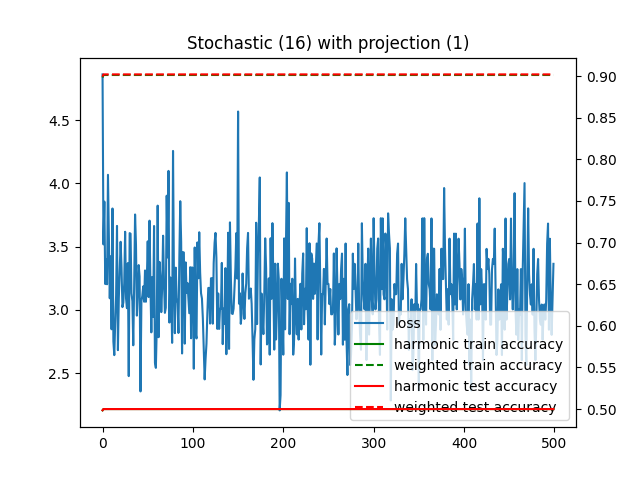 Stochastic (16) with projection (1)
4.5
4.0
3.5
3.0
2.5
0.90
0.85
0.80
0.75
0.70
0.65
0.60
0.55
0.50
loss
harmonic train accuracy
weighted train accuracy
harmonic test accuracy
weighted test accuracy
0 100 200 300 400 500